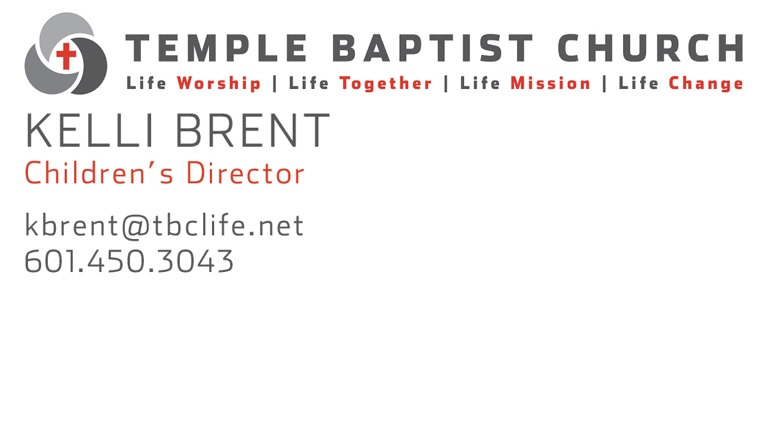 TEMPLE BAPTIST CHURCH
Life Worship | Life Together | Life Mission | Life Change
KELLI BRENT
Children's Director
kbrent@tbclife.net
601.450.3043